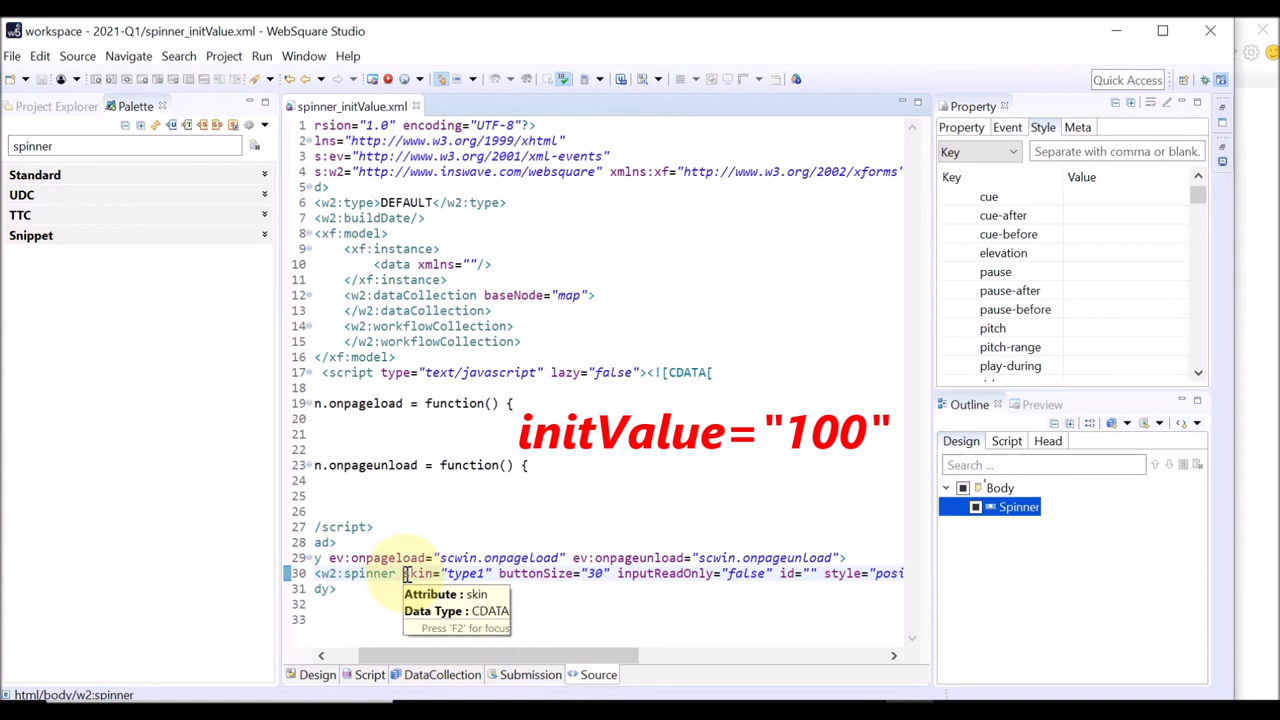 workspace - 2021-Q1/spinner_initValue.xml - WebSquare Studio
File Edit Source Navigate Search Project Run Window Help
Quick Access
Project Explorer Palette
spinner
Standard
UDC
TTC
Snippet
spinner_initValue.xml
1 rsion="1.0" encoding="UTF-8"?>
2 lns="http://www.w3.org/1999/xhtml"
3 s:ev="http://www.w3.org/2001/xml-events"
4 s:w2="http://www.inswave.com/websquare" xmlns:xf="http://www.w3.org/2002/xforms"
5 d>
6 <w2:type>DEFAULT</w2:type>
7 <w2:buildDate/>
8 <xf:model>
9 <xf:instance>
10 <data xmlns=""/>
11 </xf:instance>
12 <w2:dataCollection baseNode="map">
13 </w2:dataCollection>
14 <w2:workflowCollection>
15 </w2:workflowCollection>
16 </xf:model>
17 <script type="text/javascript" lazy="false"><![CDATA[
18
19 n.onpageload = function() {
20
21
22
23 n.onpageunload = function() {
24
25
26
27 /script>
28 ad>
29 y ev:onpageload="scwin.onpageload" ev:onpageunload="scwin.onpageunload">
30 <w2:spinner skin="type1" buttonSize="30" inputReadOnly="false" id="" style="posi
31 dy>
32
33
initValue="100"
Attribute : skin
Data Type : CDATA
Press 'F2' for focus
Design Script DataCollection Submission Source
html/body/w2:spinner
Property
Property Event Style Meta
Key Separate with comma or blank.
Key Value
cue
cue-after
cue-before
elevation
pause
pause-after
pause-before
pitch
pitch-range
play-during
Outline Preview
Design Script Head
Search ...
Body
Spinner